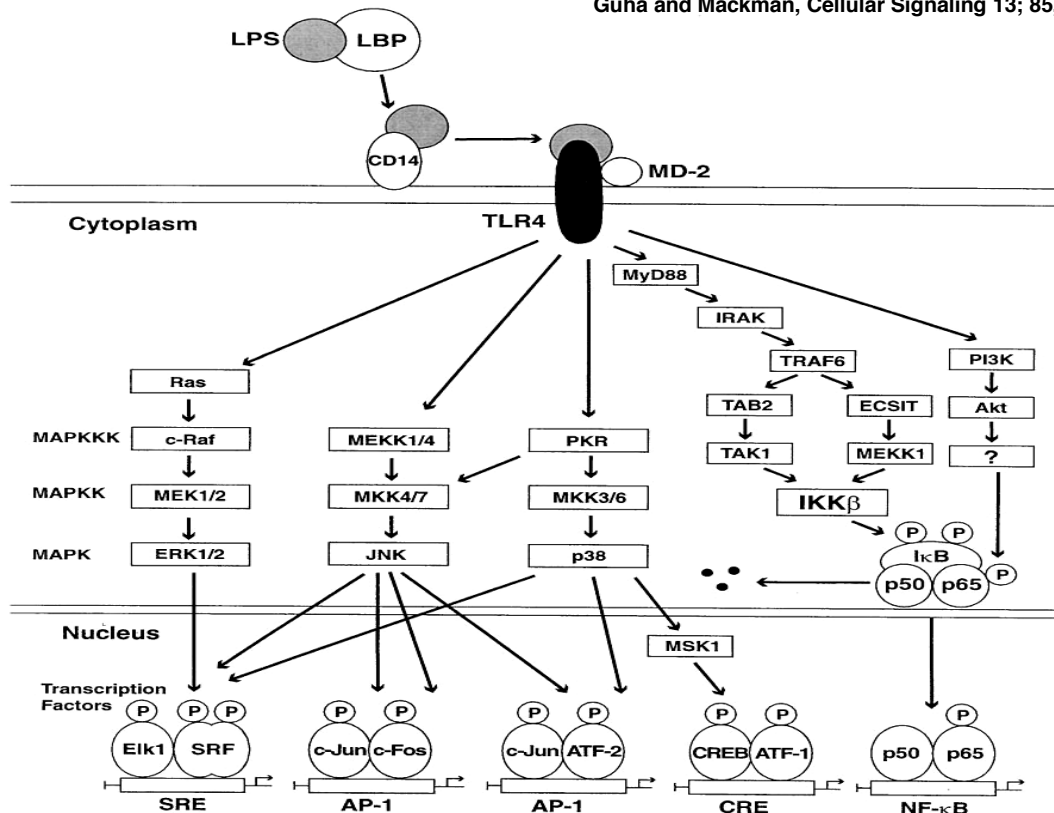 Guha and Mackman, Cellular Signaling 13; 85
LPS
LBP
CD14
MD-2
TLR4
Cytoplasm
MyD88
IRAK
TRAF6
PI3K
Ras
TAB2
ECSIT
Akt
MAPKKK
c-Raf
MEKK1/4
PKR
TAK1
MEKK1
?
MAPKK
MEK1/2
MKK4/7
MKK3/6
IKKβ
MAPK
ERK1/2
JNK
p38
P P
IκB
p50 p65
P
Nucleus
MSK1
Transcription
Factors
P P P
P P
P P
P P
P
Elk1 SRF
c-Jun c-Fos
c-Jun ATF-2
CREB ATF-1
p50 p65
SRE
AP-1
AP-1
CRE
NF-κB